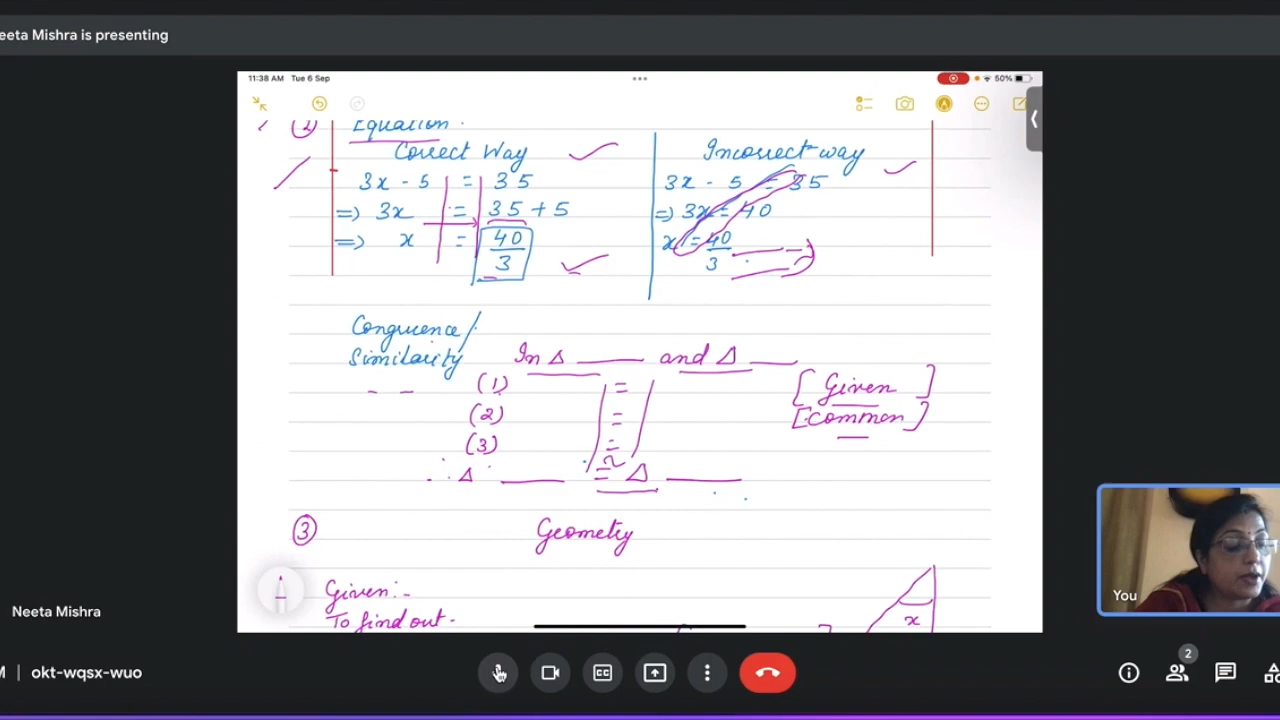 eeta Mishra is presenting
11:38 AM Tue 6 Sep
50%
(2) Equation.
Correct Way
Incorrect way
3x - 5 = 35
3x - 5 = 35
=> 3x = 35 + 5
=> 3x = 40
=> x = 40/3
x = 40/3
Congruence/
Similarity
In Δ ____ and Δ ____
(1) = [Given]
(2) = [common]
(3) =
∴ Δ ____ ≅ Δ ____
③ Geometry
Given:-
To find out-
x
You
Neeta Mishra
M | okt-wqsx-wuo
CC
2